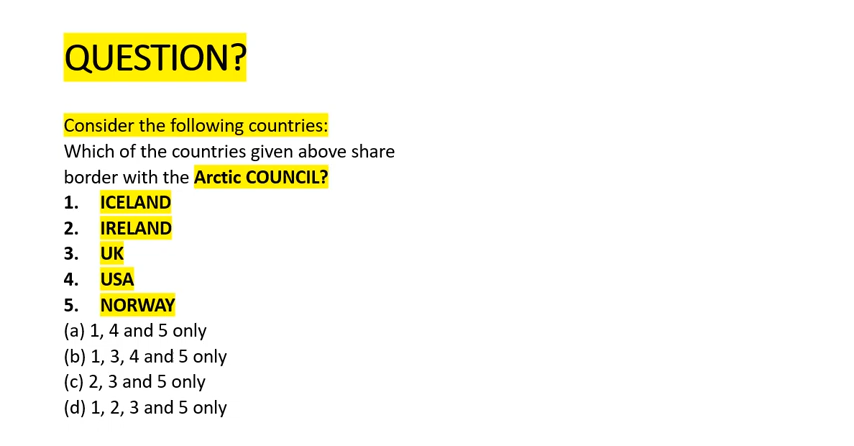 QUESTION?
Consider the following countries:
Which of the countries given above share
border with the Arctic COUNCIL?
1. ICELAND
2. IRELAND
3. UK
4. USA
5. NORWAY
(a) 1, 4 and 5 only
(b) 1, 3, 4 and 5 only
(c) 2, 3 and 5 only
(d) 1, 2, 3 and 5 only